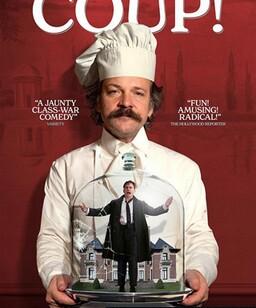 COUP!
"A JAUNTY
CLASS-WAR
COMEDY"
VARIETY
"FUN!
AMUSING!
RADICAL!"
THE HOLLYWOOD REPORTER